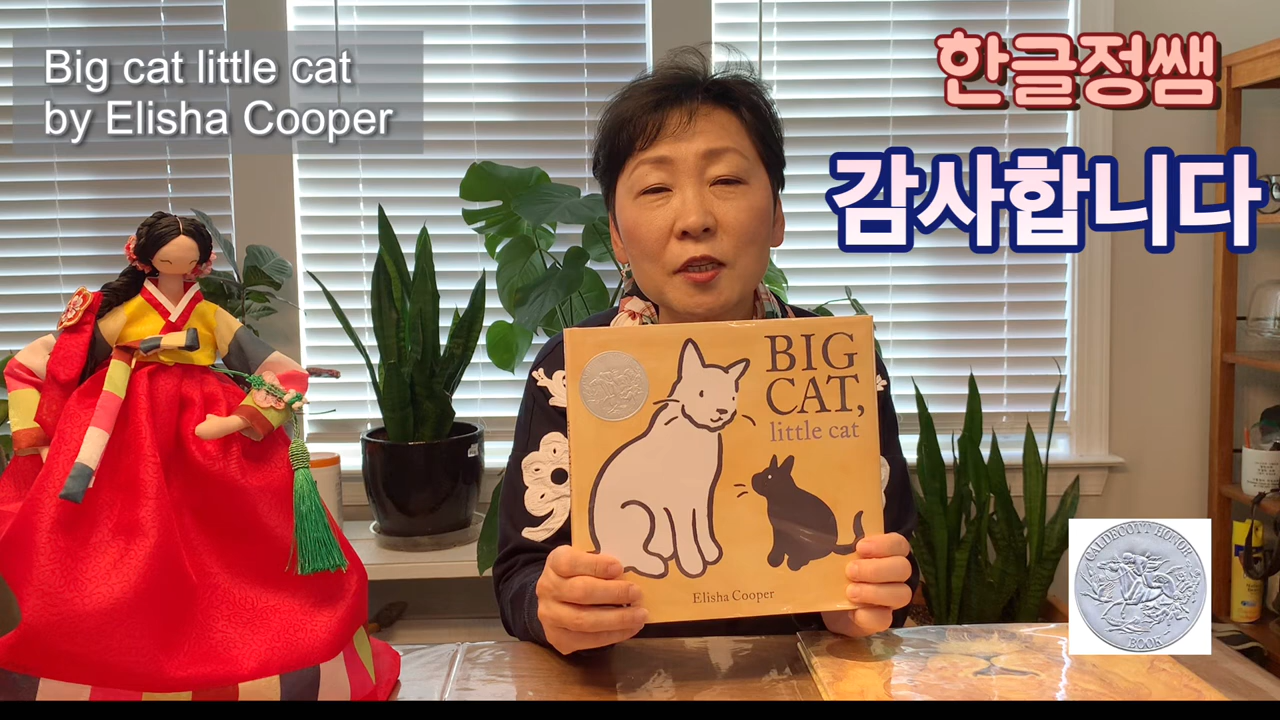 Big cat little cat
by Elisha Cooper
한글정쌤
감사합니다
BIG
CAT,
little cat
Elisha Cooper
CALDECOTT HONOR
BOOK